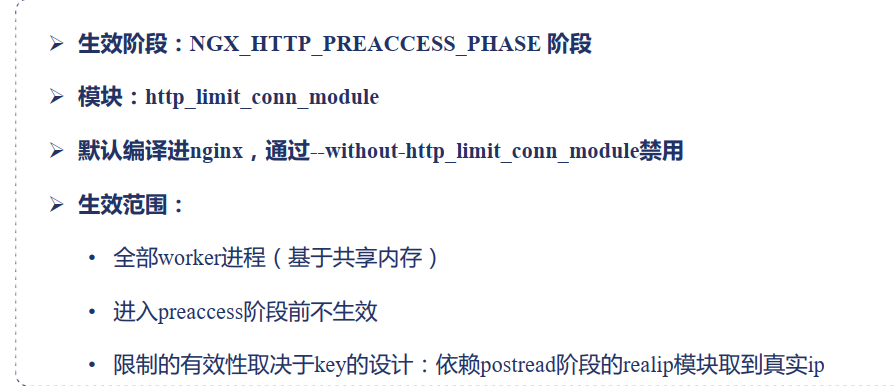 ➢ 生效阶段：NGX_HTTP_PREACCESS_PHASE 阶段
➢ 模块：http_limit_conn_module
➢ 默认编译进nginx，通过--without-http_limit_conn_module禁用
➢ 生效范围：
• 全部worker进程（基于共享内存）
• 进入preaccess阶段前不生效
• 限制的有效性取决于key的设计：依赖postread阶段的realip模块取到真实ip